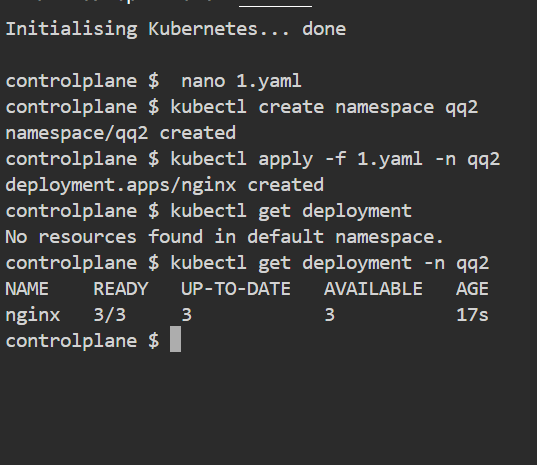 Initialising Kubernetes... done
controlplane $  nano 1.yaml
controlplane $ kubectl create namespace qq2
namespace/qq2 created
controlplane $ kubectl apply -f 1.yaml -n qq2
deployment.apps/nginx created
controlplane $ kubectl get deployment
No resources found in default namespace.
controlplane $ kubectl get deployment -n qq2
NAME    READY   UP-TO-DATE   AVAILABLE   AGE
nginx   3/3     3            3           17s
controlplane $